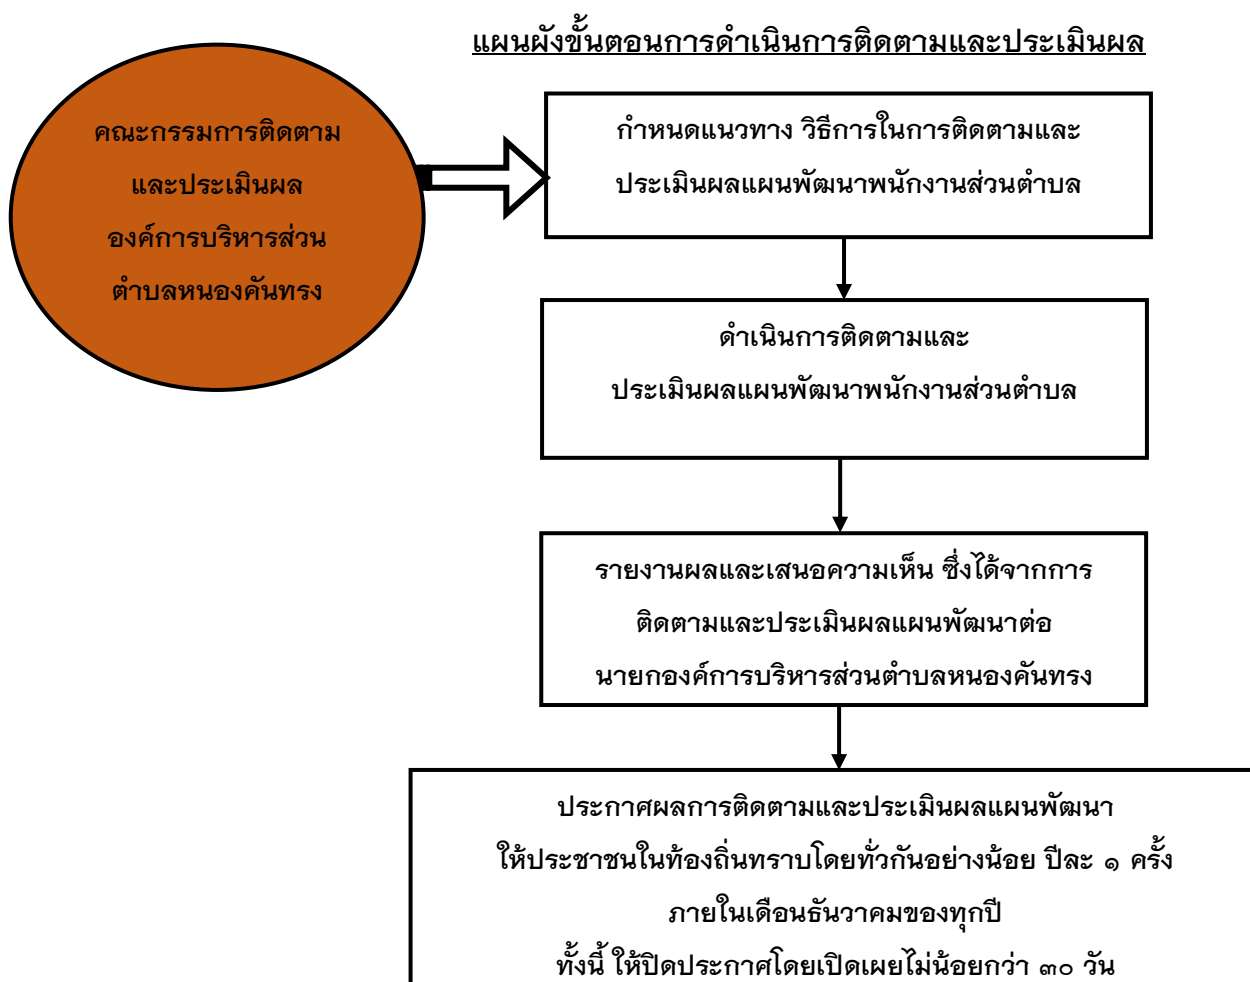 แผนผังขั้นตอนการดำเนินการติดตามและประเมินผล
คณะกรรมการติดตาม
และประเมินผล
องค์การบริหารส่วน
ตำบลหนองคันทรง
กำหนดแนวทาง วิธีการในการติดตามและ
ประเมินผลแผนพัฒนาพนักงานส่วนตำบล
ดำเนินการติดตามและ
ประเมินผลแผนพัฒนาพนักงานส่วนตำบล
รายงานผลและเสนอความเห็น ซึ่งได้จากการ
ติดตามและประเมินผลแผนพัฒนาต่อ
นายกองค์การบริหารส่วนตำบลหนองคันทรง
ประกาศผลการติดตามและประเมินผลแผนพัฒนา
ให้ประชาชนในท้องถิ่นทราบโดยทั่วกันอย่างน้อย ปีละ ๑ ครั้ง
ภายในเดือนธันวาคมของทุกปี
ทั้งนี้ ให้ปิดประกาศโดยเปิดเผยไม่น้อยกว่า ๓๐ วัน